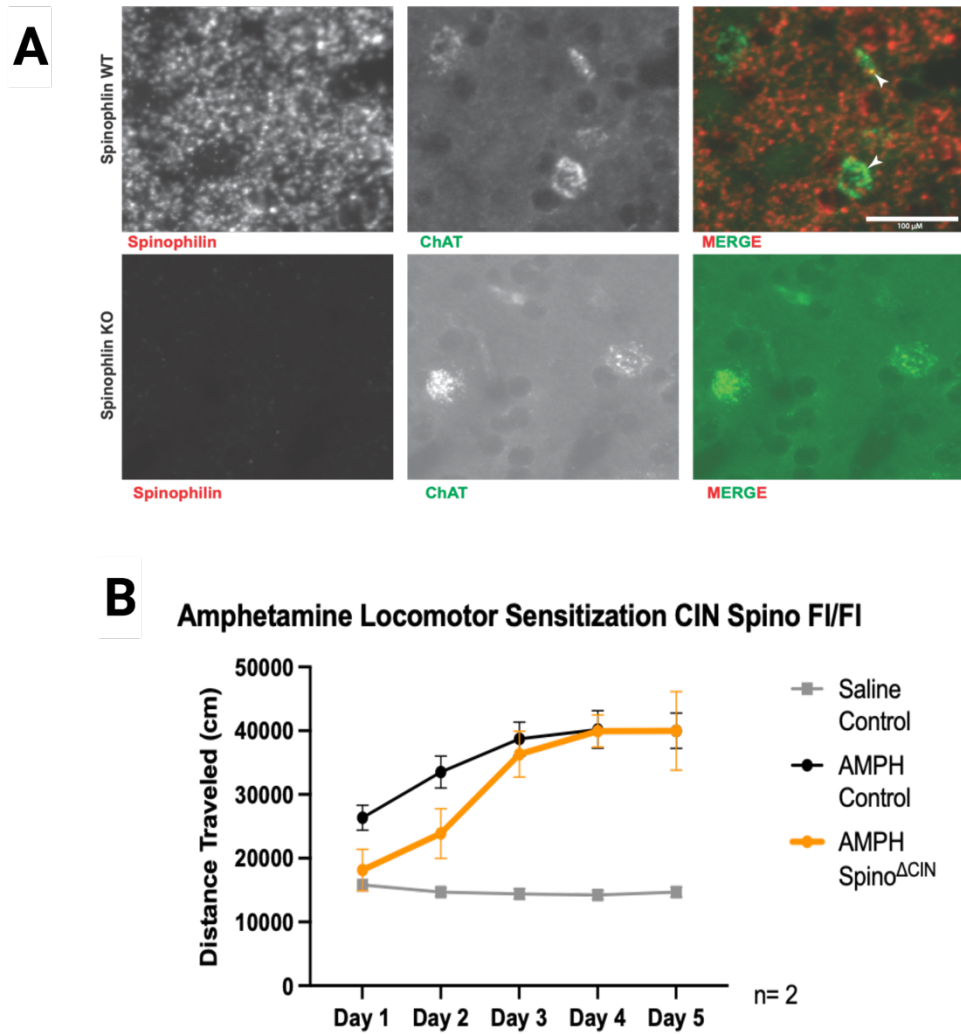 A
Spinophlin WT
Spinophilin
ChAT
MERGE
100 µM
Spinophlin KO
Spinophilin
ChAT
MERGE
B
Amphetamine Locomotor Sensitization CIN Spino Fl/Fl
Distance Traveled (cm)
50000
40000
30000
20000
10000
0
Day 1
Day 2
Day 3
Day 4
Day 5
Saline
Control
AMPH
Control
AMPH
Spino^ΔCIN
n= 2